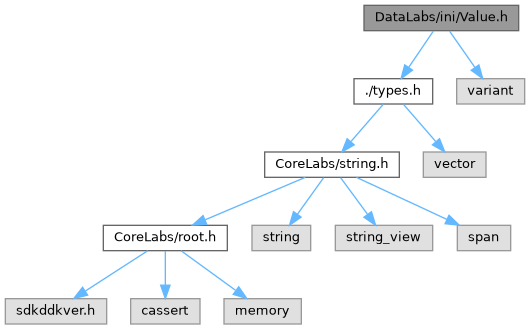 DataLabs/ini/Value.h
./types.h
variant
CoreLabs/string.h
vector
CoreLabs/root.h
string
string_view
span
sdkddkver.h
cassert
memory